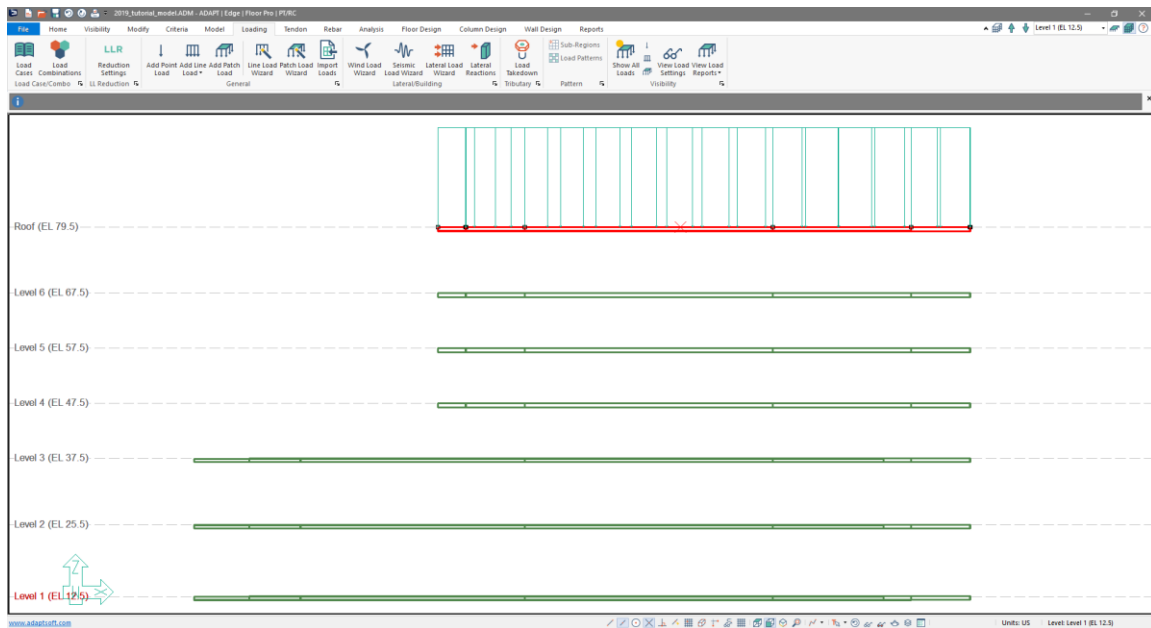 2019_tutorial_model.ADM - ADAPT | Edge | Floor Pro | PT/RC
File Home Visibility Modify Criteria Model Loading Tendon Rebar Analysis Floor Design Column Design Wall Design Reports Level 1 (EL 12.5)
LLR Sub-Regions
Load Patterns
Load Load Reduction Add Point Add Line Add Patch Line Load Patch Load Import Wind Load Seismic Lateral Load Lateral Load Show All View Load View Load
Cases Combinations Settings Load Load Load Wizard Wizard Loads Wizard Load Wizard Wizard Reactions Takedown Loads Settings Reports
Load Case/Combo LL Reduction General Lateral/Building Tributary Pattern Visibility
Roof (EL 79.5)
Level 6 (EL 67.5)
Level 5 (EL 57.5)
Level 4 (EL 47.5)
Level 3 (EL 37.5)
Level 2 (EL 25.5)
Z
X
Level 1 (EL 12.5)
www.adaptsoft.com Units: US Level: Level 1 (EL 12.5)